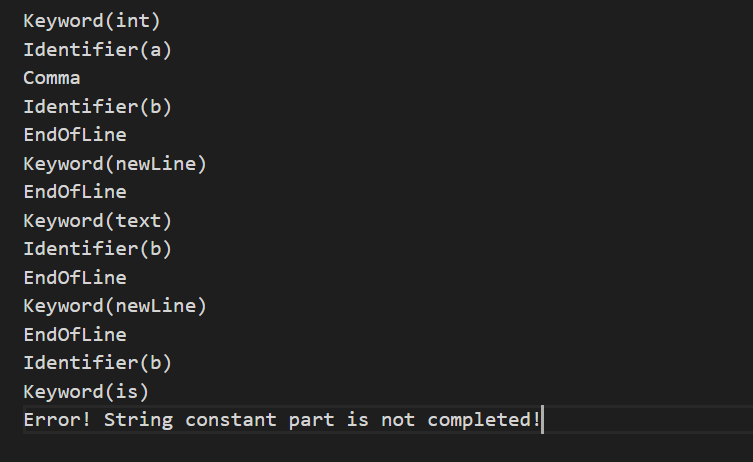 Keyword(int)
Identifier(a)
Comma
Identifier(b)
EndOfLine
Keyword(newLine)
EndOfLine
Keyword(text)
Identifier(b)
EndOfLine
Keyword(newLine)
EndOfLine
Identifier(b)
Keyword(is)
Error! String constant part is not completed!